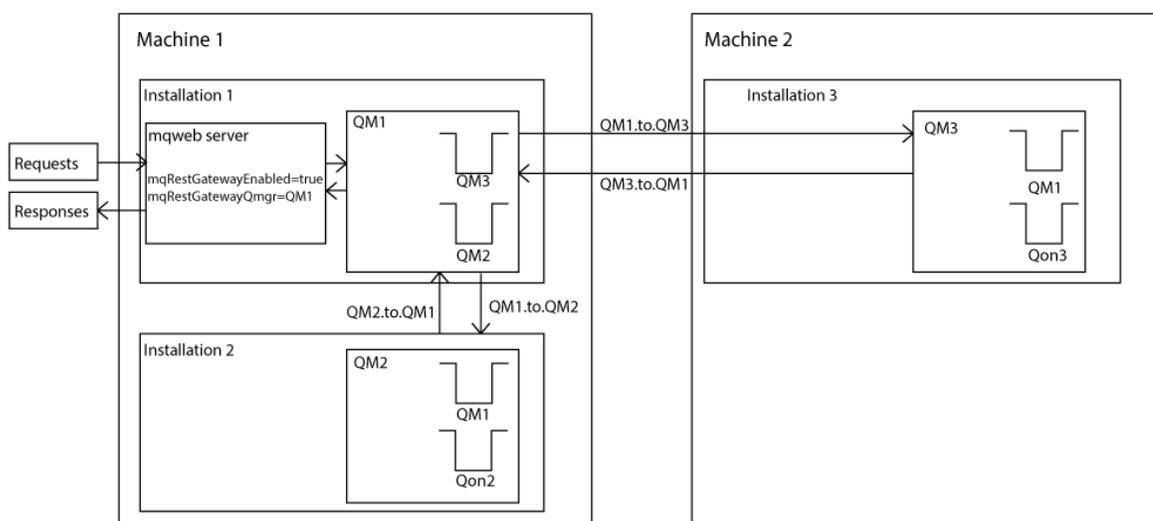 Machine 1
Machine 2
Installation 1
Installation 3
mqweb server
QM1
QM3
QM1.to.QM3
Requests
mqRestGatewayEnabled=true
QM3
QM3.to.QM1
QM1
mqRestGatewayQmgr=QM1
Responses
QM2
Qon3
QM2.to.QM1
QM1.to.QM2
Installation 2
QM2
QM1
Qon2